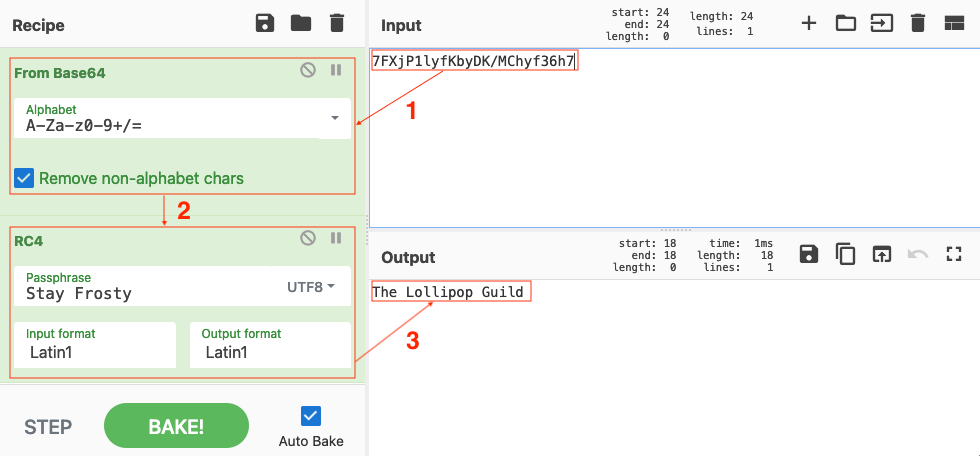 Recipe
From Base64
Alphabet
A-Za-z0-9+/=
Remove non-alphabet chars
2
RC4
Passphrase
Stay Frosty
UTF8
Input format
Latin1
Output format
Latin1
STEP
BAKE!
Auto Bake
Input
start: 24
end: 24
length: 0
length: 24
lines: 1
7FXjP1lyfKbyDK/MChyf36h7
1
Output
start: 18
end: 18
length: 0
time: 1ms
length: 18
lines: 1
The Lollipop Guild
3